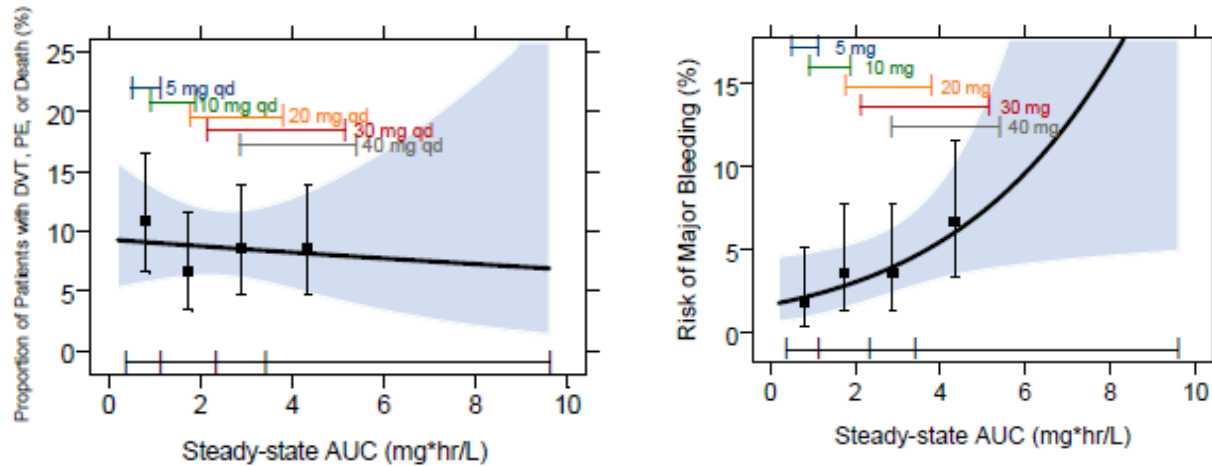 Proportion of Patients with DVT, PE, or Death (%)
25
20
15
10
5
0
5 mg qd
10 mg qd
20 mg qd
30 mg qd
40 mg qd
0 2 4 6 8 10
Steady-state AUC (mg*hr/L)
Risk of Major Bleeding (%)
15
10
5
0
5 mg
10 mg
20 mg
30 mg
40 mg
0 2 4 6 8 10
Steady-state AUC (mg*hr/L)